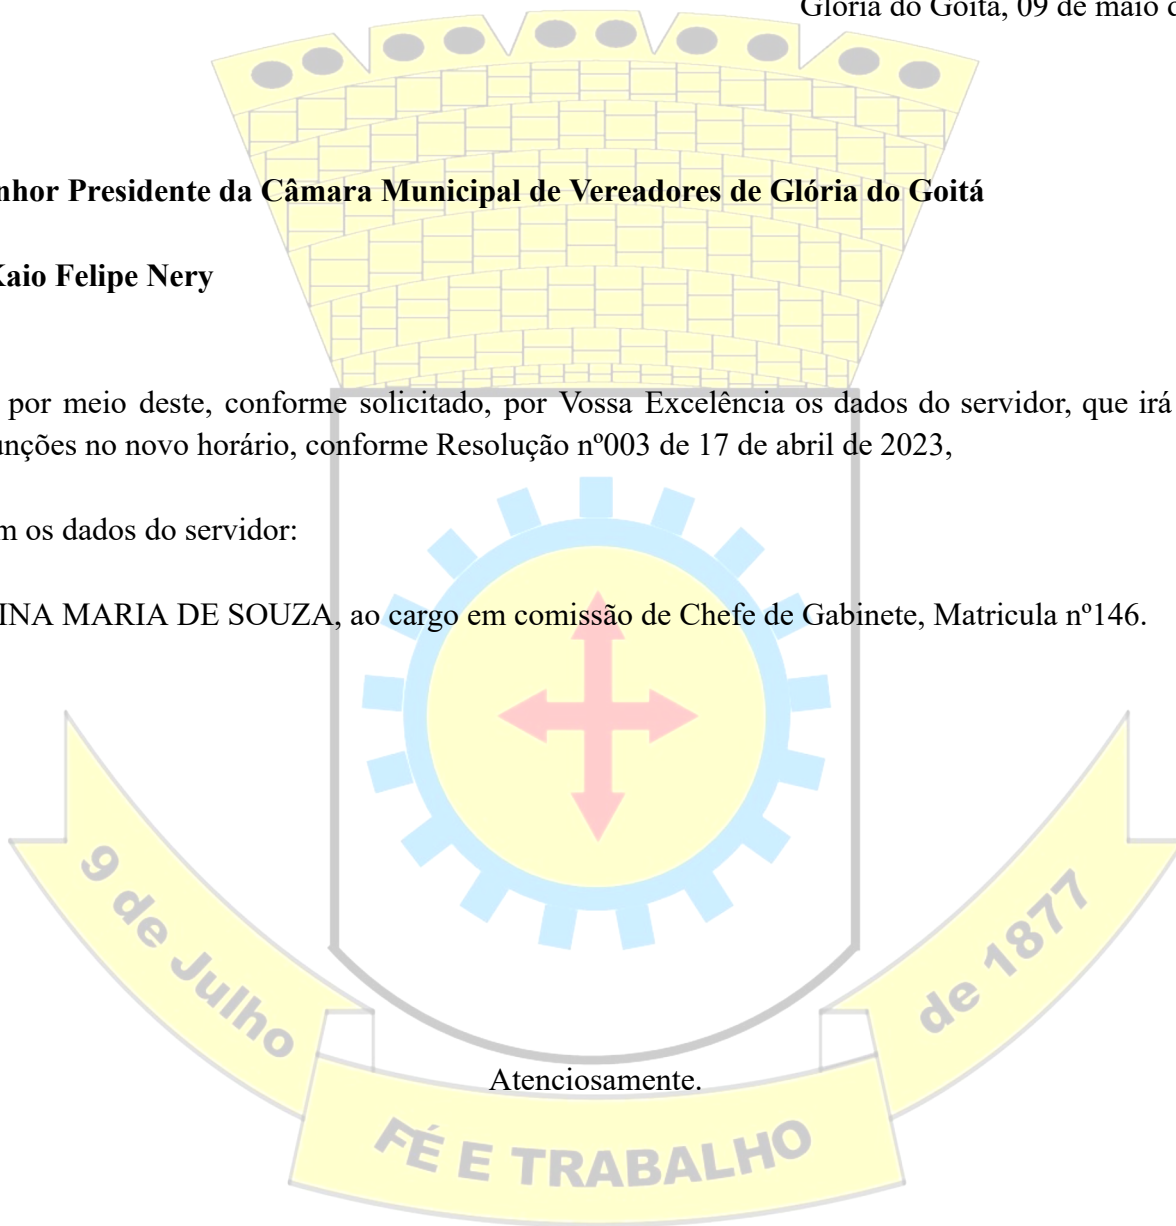 Glória do Goitá, 09 de maio d
nhor Presidente da Câmara Municipal de Vereadores de Glória do Goitá
Kaio Felipe Nery
por meio deste, conforme solicitado, por Vossa Excelência os dados do servidor, que irá
unções no novo horário, conforme Resolução nº003 de 17 de abril de 2023,
m os dados do servidor:
INA MARIA DE SOUZA, ao cargo em comissão de Chefe de Gabinete, Matricula nº146.
9 de Julho
de 1877
Atenciosamente.
FÉ E TRABALHO